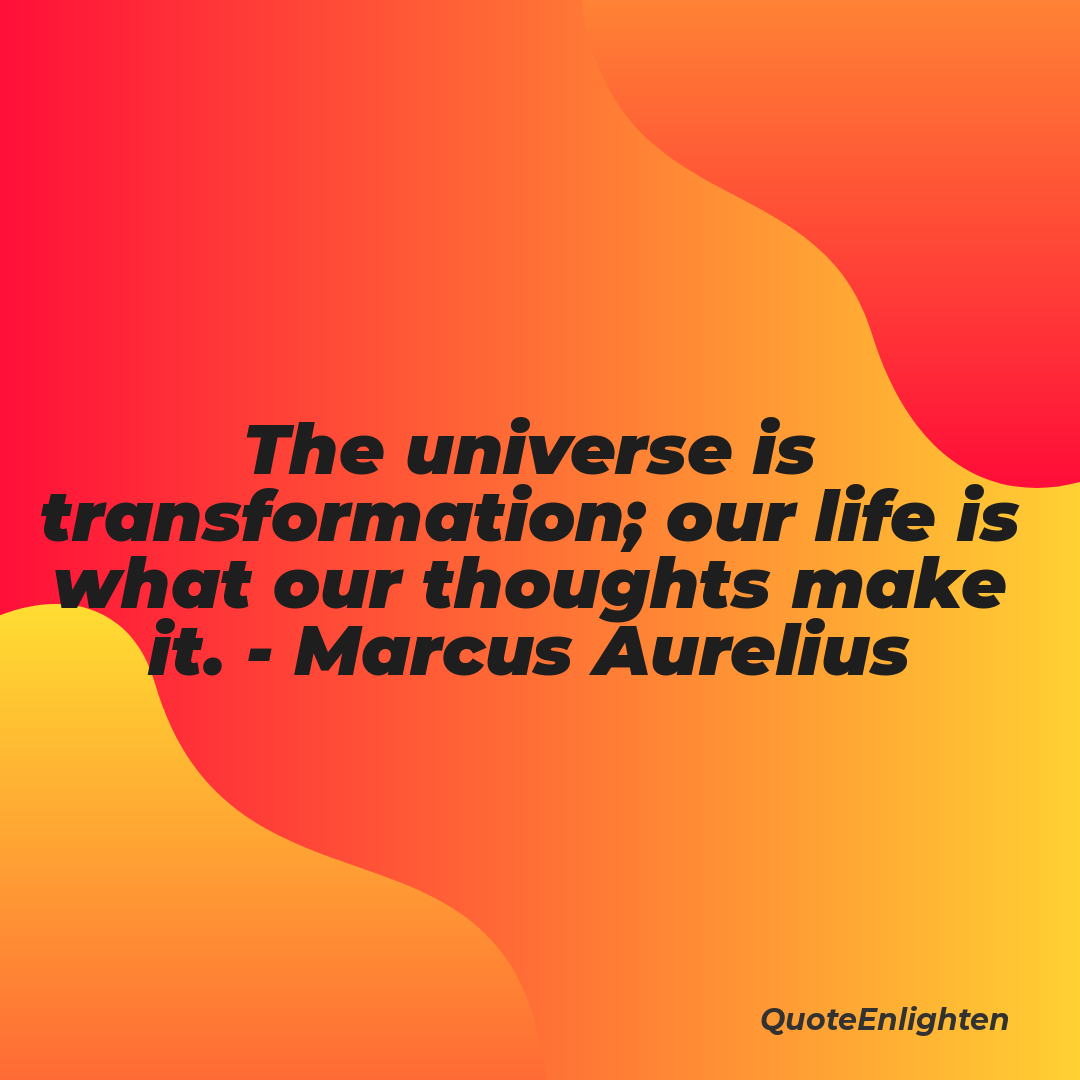 The universe is
transformation; our life is
what our thoughts make
it. - Marcus Aurelius
QuoteEnlighten